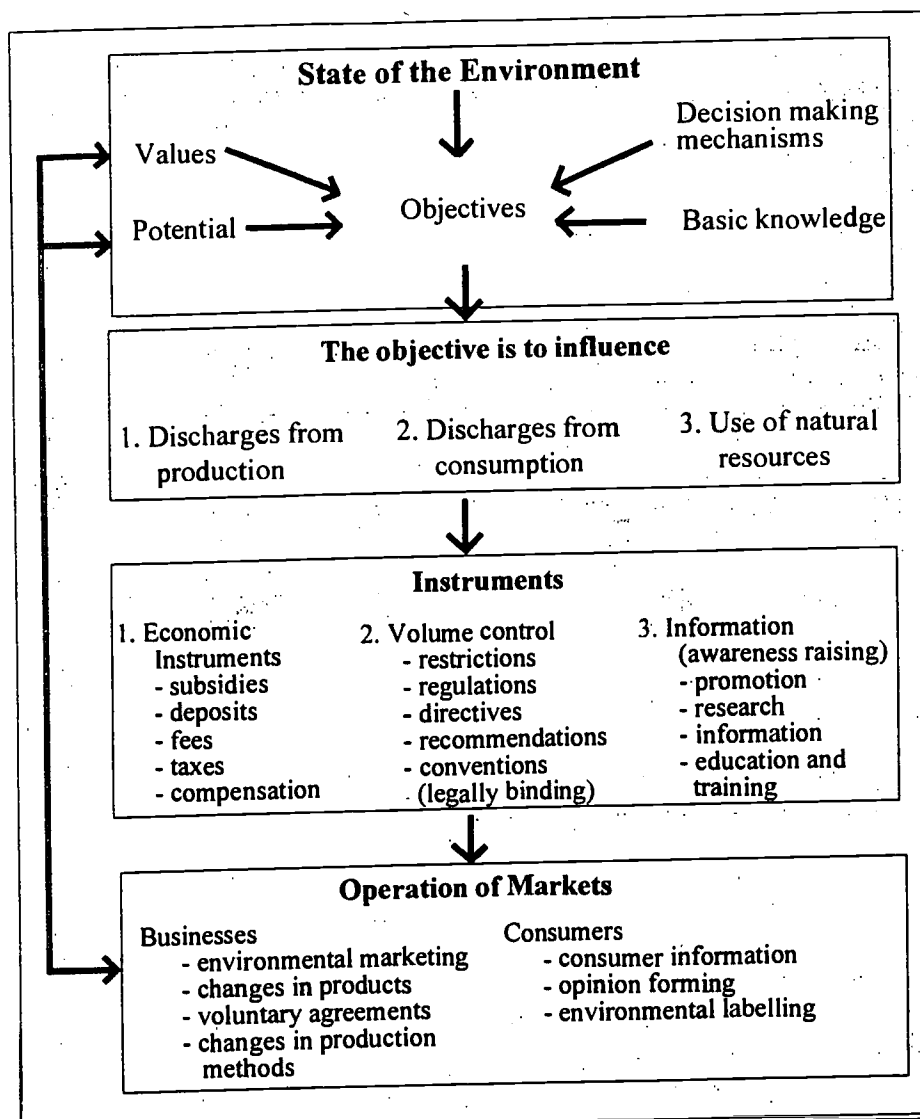 State of the Environment
Values
Decision making
mechanisms
Objectives
Potential
Basic knowledge
The objective is to influence
1. Discharges from
production
2. Discharges from
consumption
3. Use of natural
resources
Instruments
1. Economic
Instruments
- subsidies
- deposits
- fees
- taxes
- compensation
2. Volume control
- restrictions
- regulations
- directives
- recommendations
- conventions
(legally binding)
3. Information
(awareness raising)
- promotion
- research
- information
- education and
training
Operation of Markets
Businesses
- environmental marketing
- changes in products
- voluntary agreements
- changes in production
methods
Consumers
- consumer information
- opinion forming
- environmental labelling